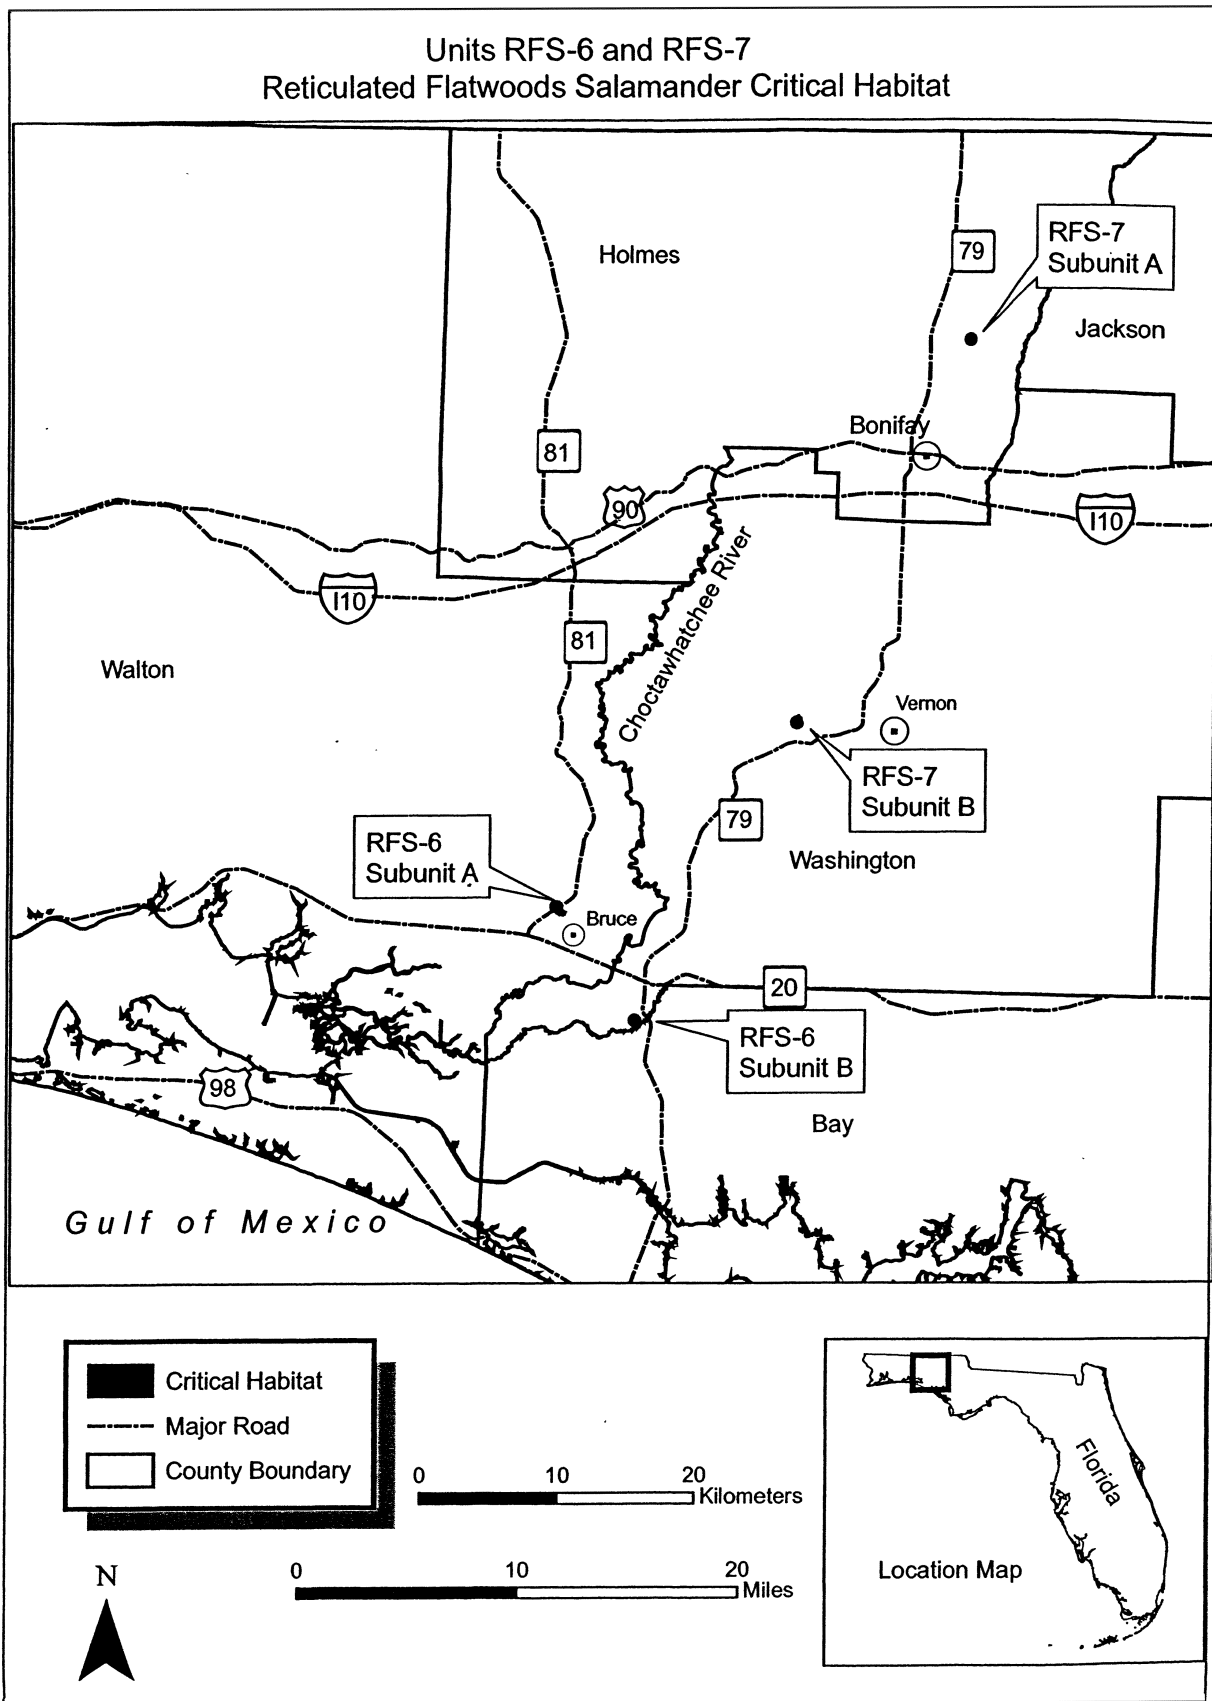 Units RFS-6 and RFS-7
Reticulated Flatwoods Salamander Critical Habitat
RFS-7
Subunit A
79
Holmes
Jackson
Bonifay
81
90
I10
I10
Choctawhatchee River
81
Walton
Vernon
RFS-7
Subunit B
79
RFS-6
Subunit A
Washington
Bruce
20
RFS-6
Subunit B
98
Bay
Gulf of Mexico
Critical Habitat
Major Road
County Boundary
0 10 20
Kilometers
0 10 20
Miles
N
Florida
Location Map